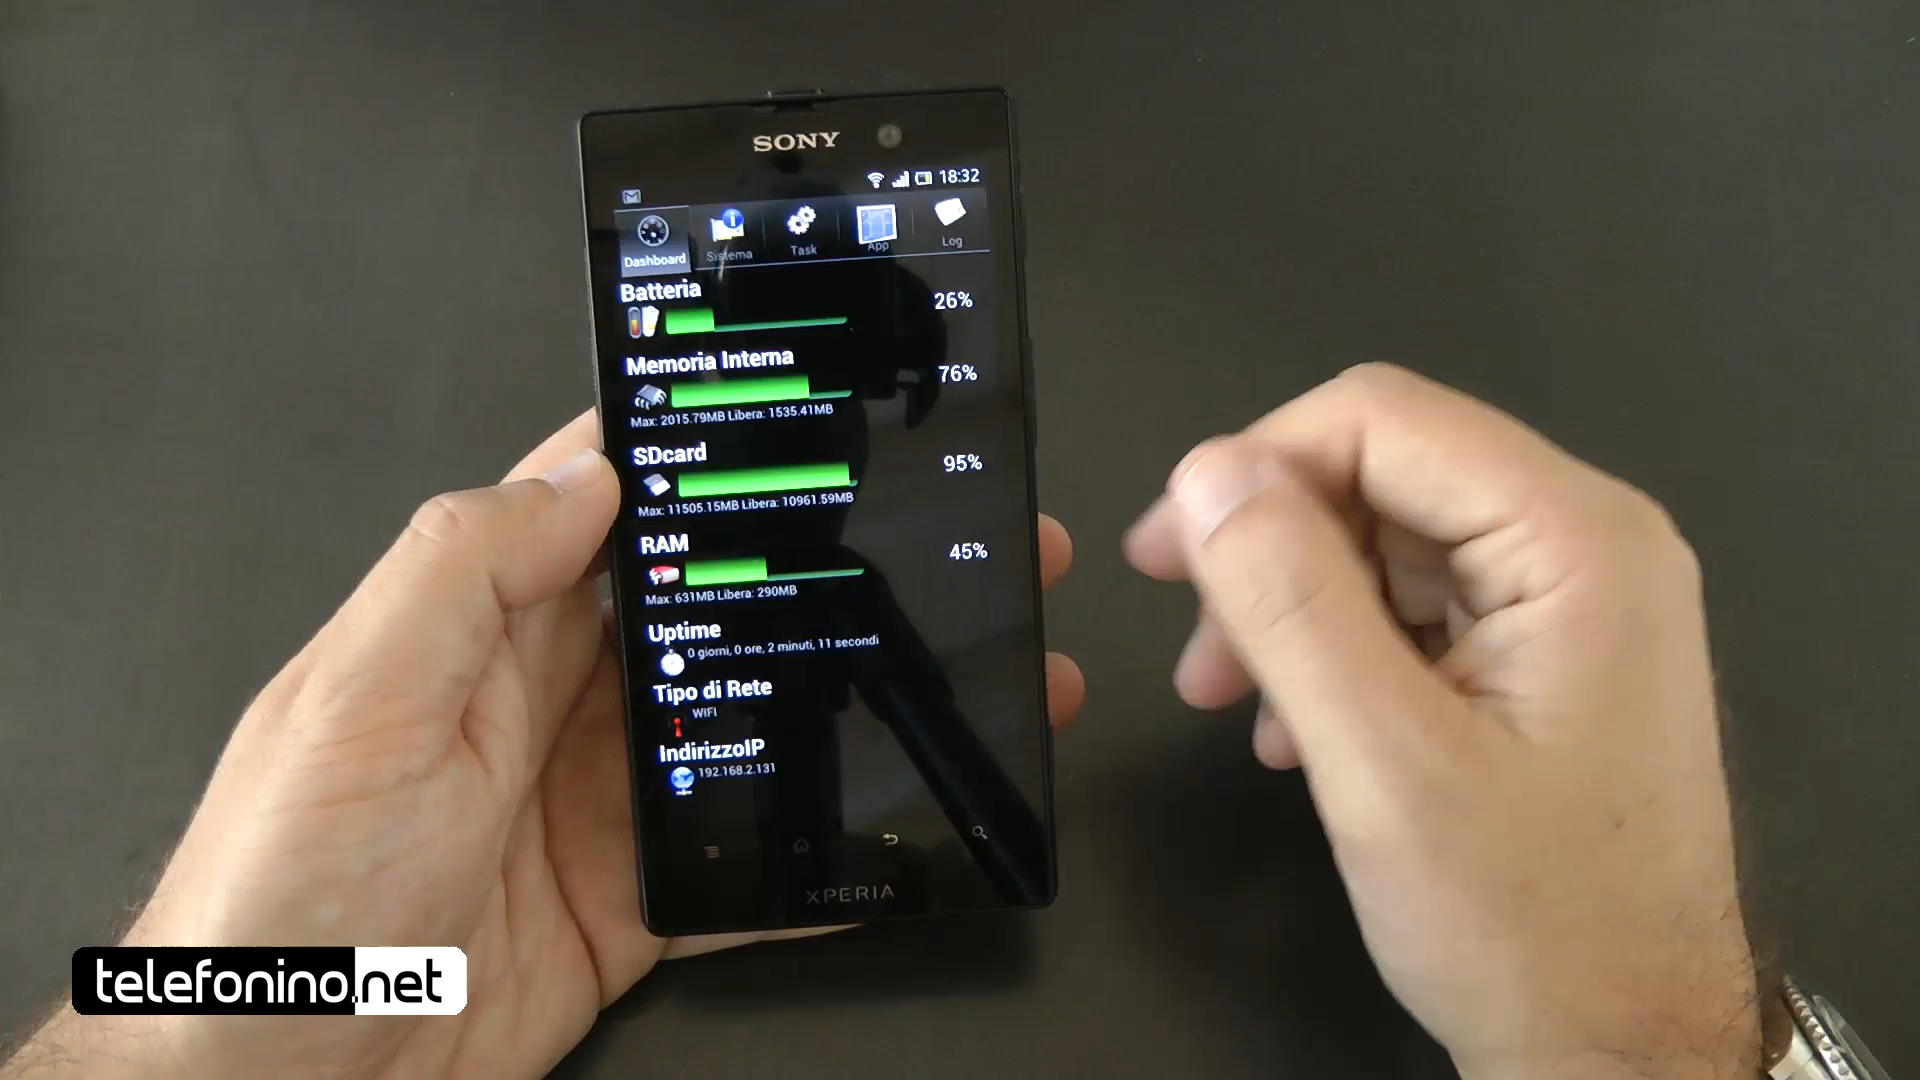 SONY
18:32
Dashboard
Sistema
Task
App
Log
Batteria
26%
Memoria Interna
76%
Max: 2015.79MB Libera: 1535.41MB
SDcard
95%
Max: 11505.15MB Libera: 10961.59MB
RAM
45%
Max: 631MB Libera: 290MB
Uptime
0 giorni, 0 ore, 2 minuti, 11 secondi
Tipo di Rete
WiFi
IndirizzoIP
192.168.2.131
XPERIA
telefonino.net